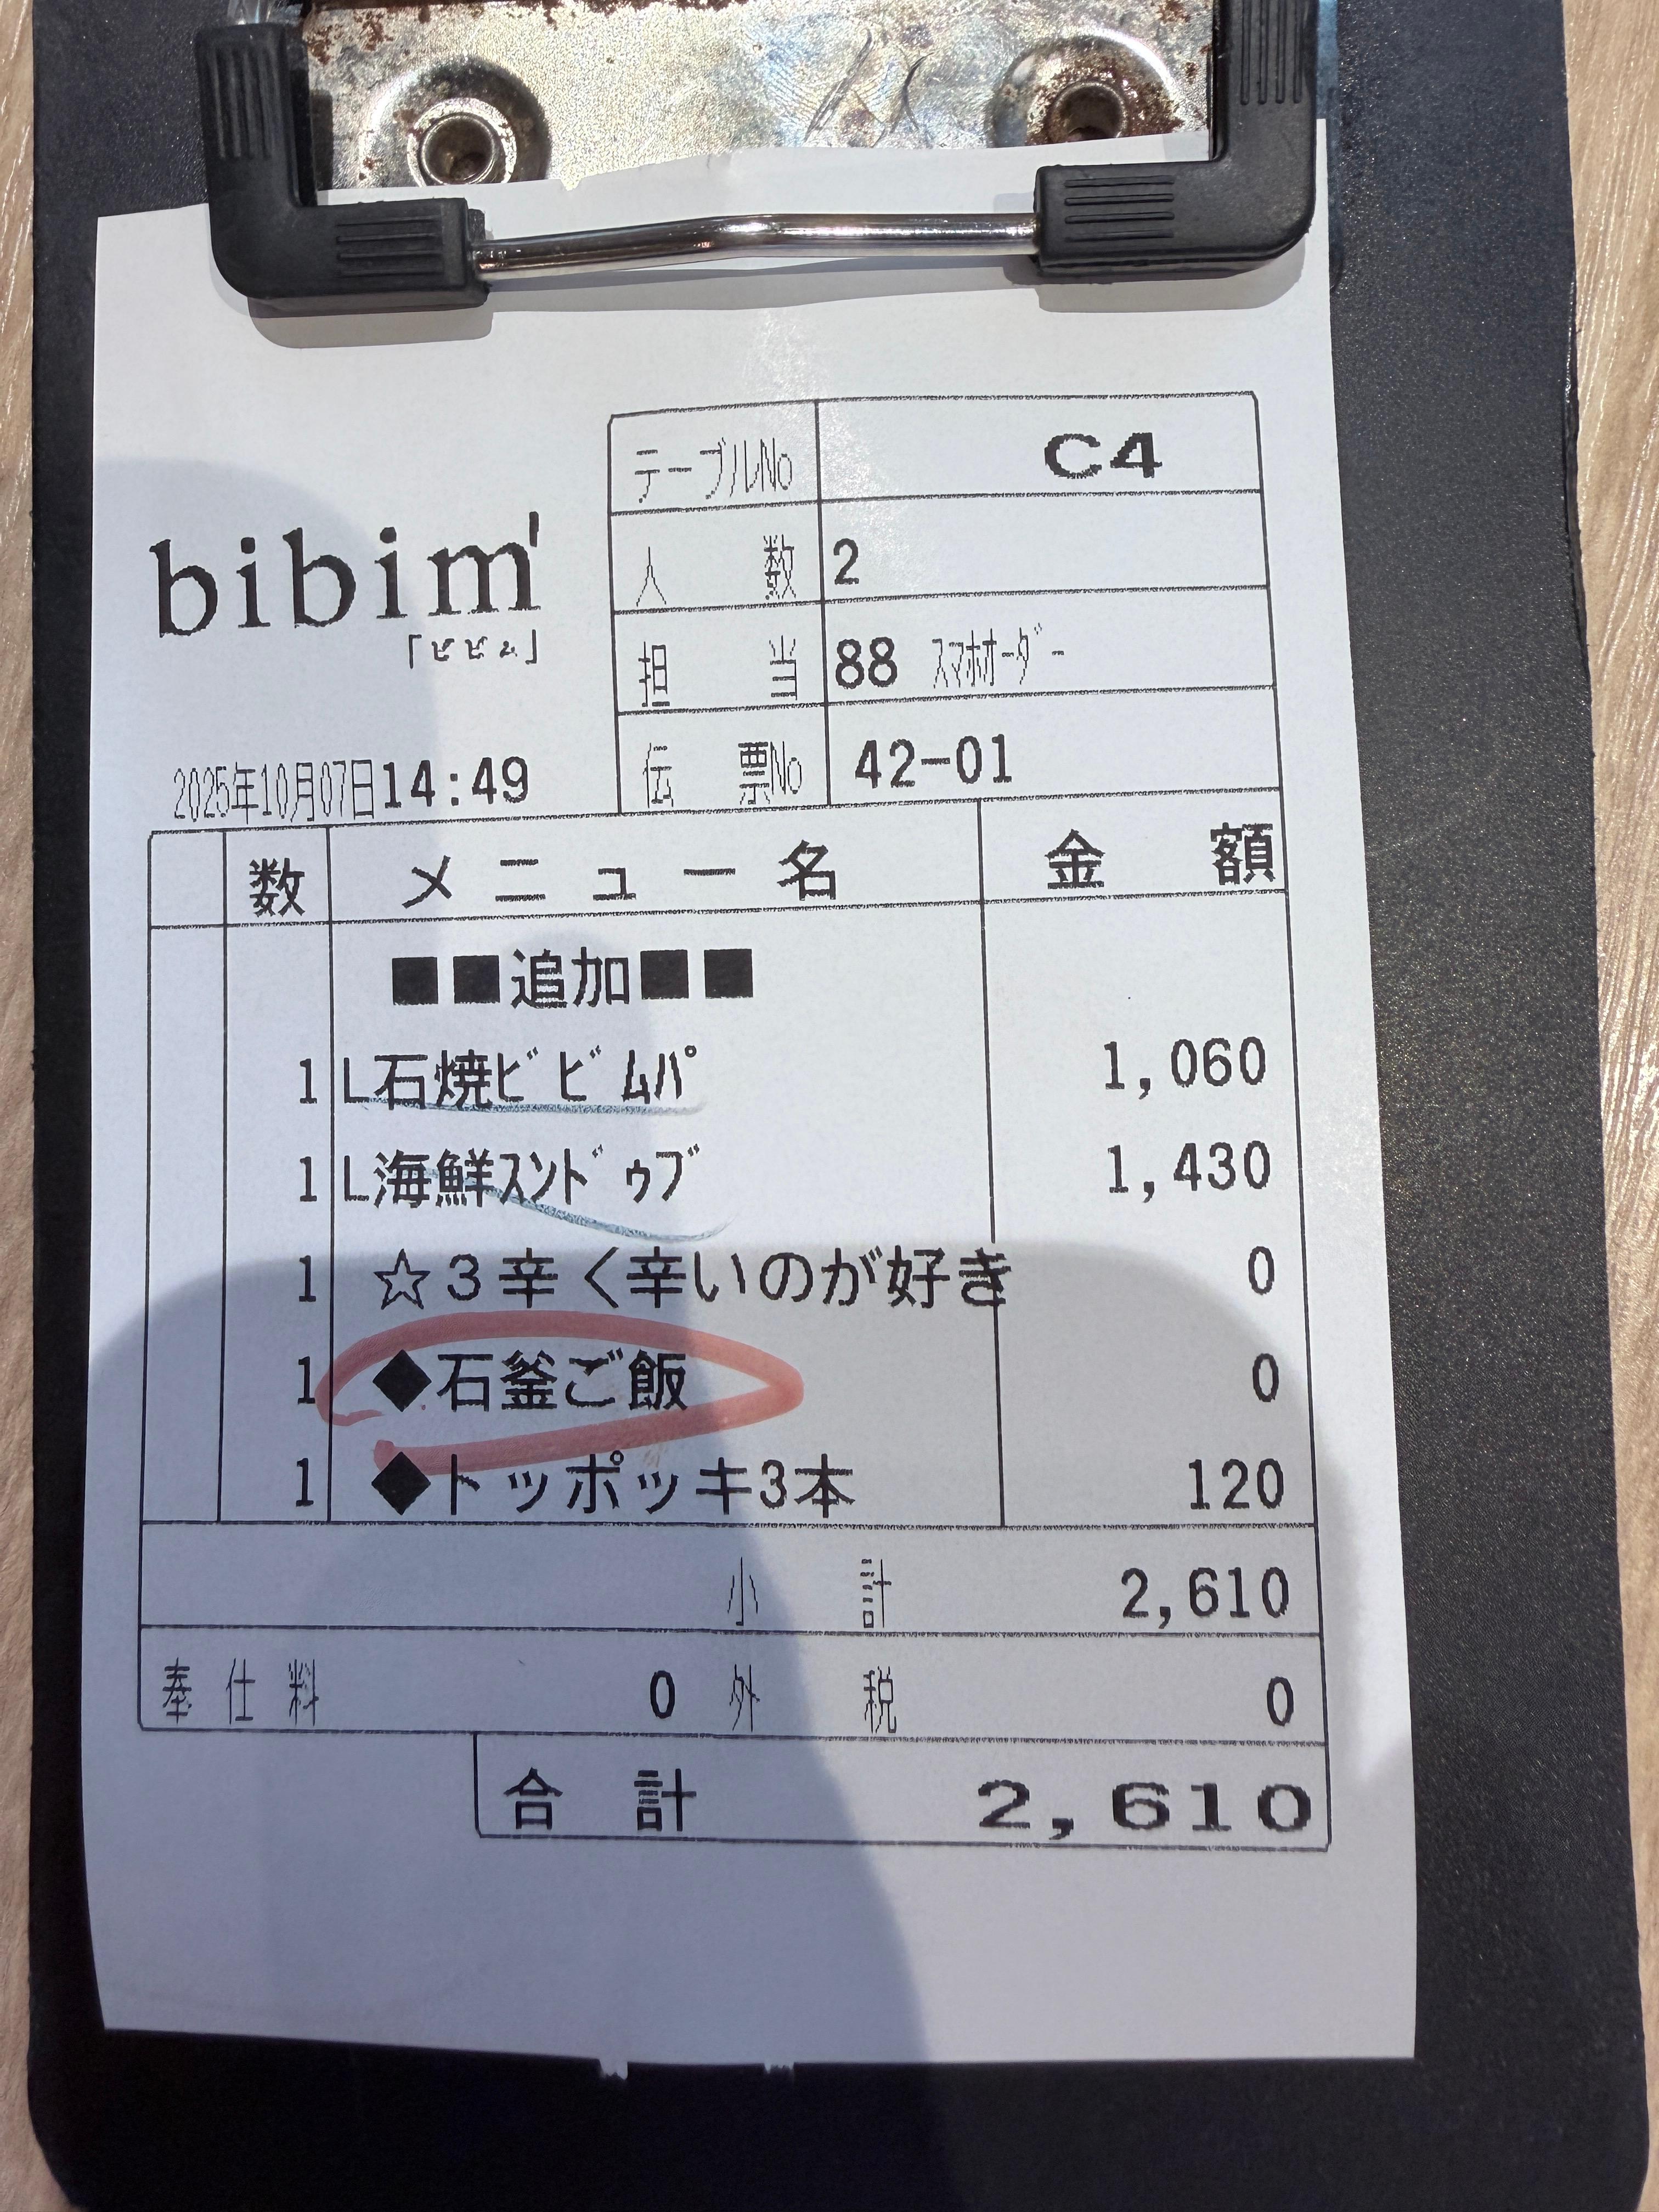 テーブルNo C4
人数 2
bibim'
担当 88 ｽﾏﾎｵｰﾀﾞｰ
伝票No 42-01
2025年10月07日14:49
数 メニュー名 金額
■■追加■■
1 L石焼ﾋﾞﾋﾞﾑﾊﾟ 1,060
1 L海鮮ｽﾝﾄﾞｩﾌﾞ 1,430
1 ☆3辛く辛いのが好き 0
1 ◆石釜ご飯 0
1 ◆トッポッキ3本 120
小計 2,610
奉仕料 0 外税 0
合計 2,610